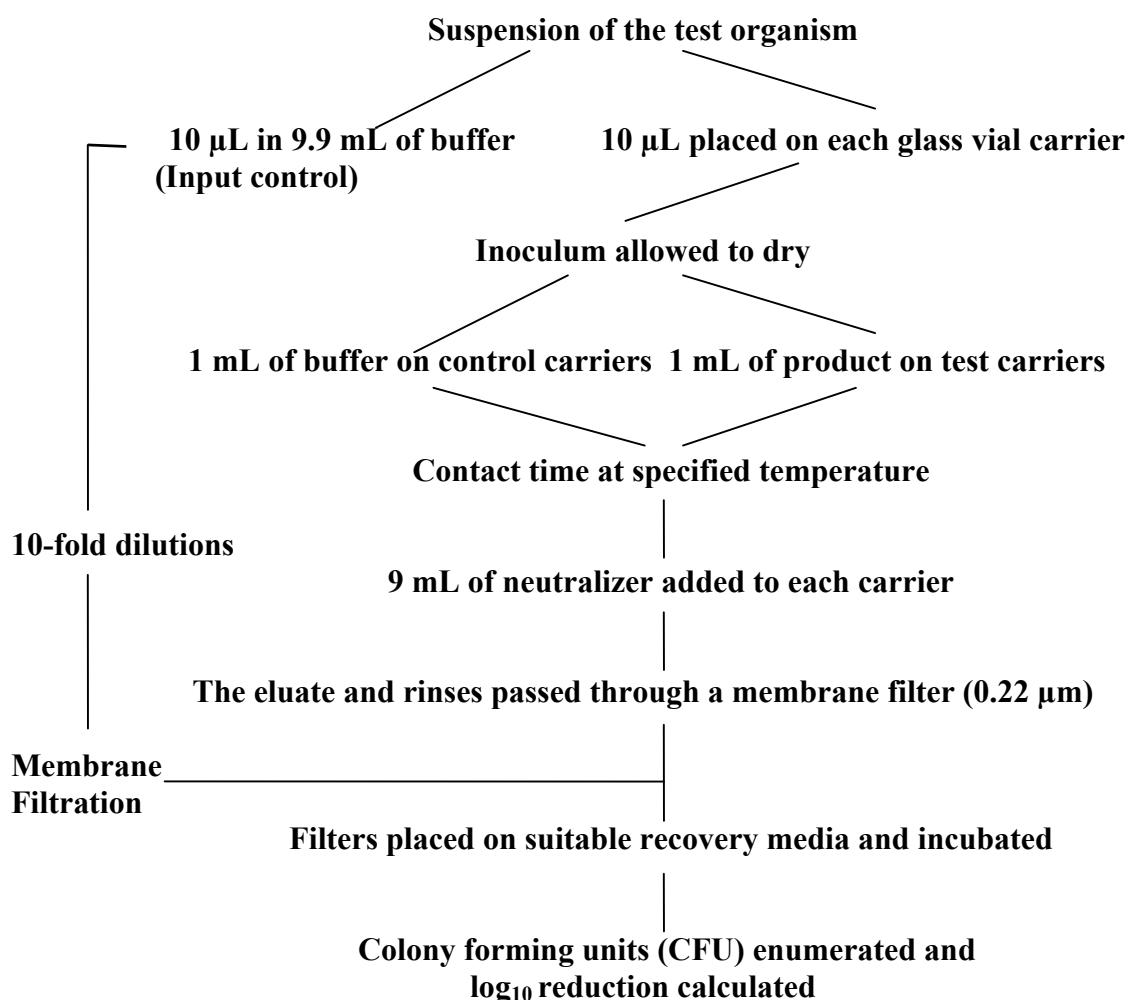 Suspension of the test organism
10 µL in 9.9 mL of buffer
(Input control)
10 µL placed on each glass vial carrier
Inoculum allowed to dry
1 mL of buffer on control carriers
1 mL of product on test carriers
Contact time at specified temperature
10-fold dilutions
9 mL of neutralizer added to each carrier
The eluate and rinses passed through a membrane filter (0.22 µm)
Membrane
Filtration
Filters placed on suitable recovery media and incubated
Colony forming units (CFU) enumerated and
log₁₀ reduction calculated